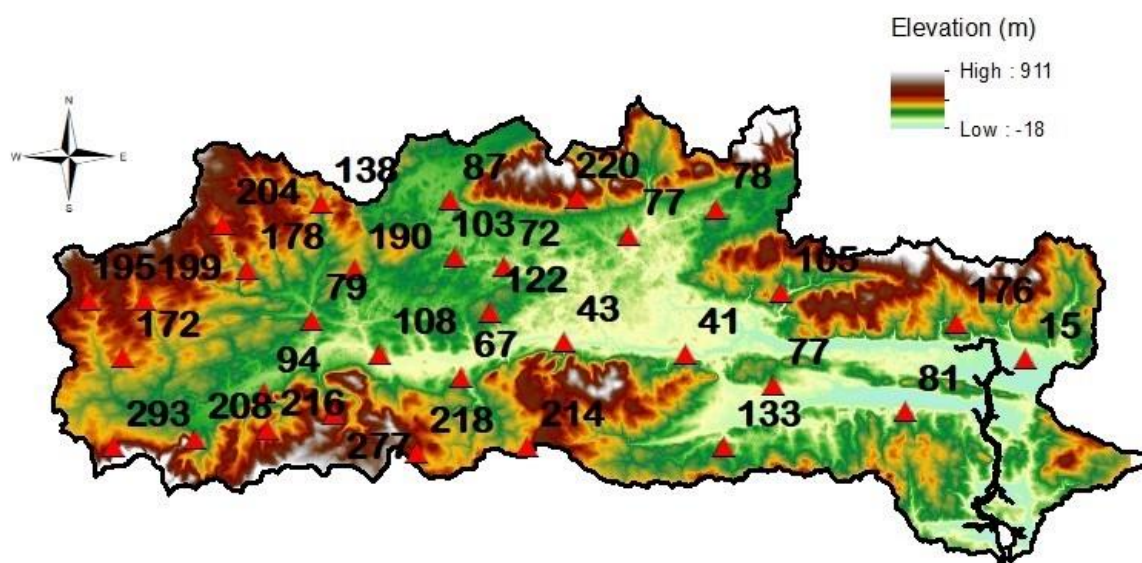 Elevation (m)
High : 911
Low : -18
N
W E
S
138 87 220 78
204 77
178 190 103 72
195 199 79 122 105
172 108 67 43 41 176 15
94 77 81
293 208 216 218 214 133
277